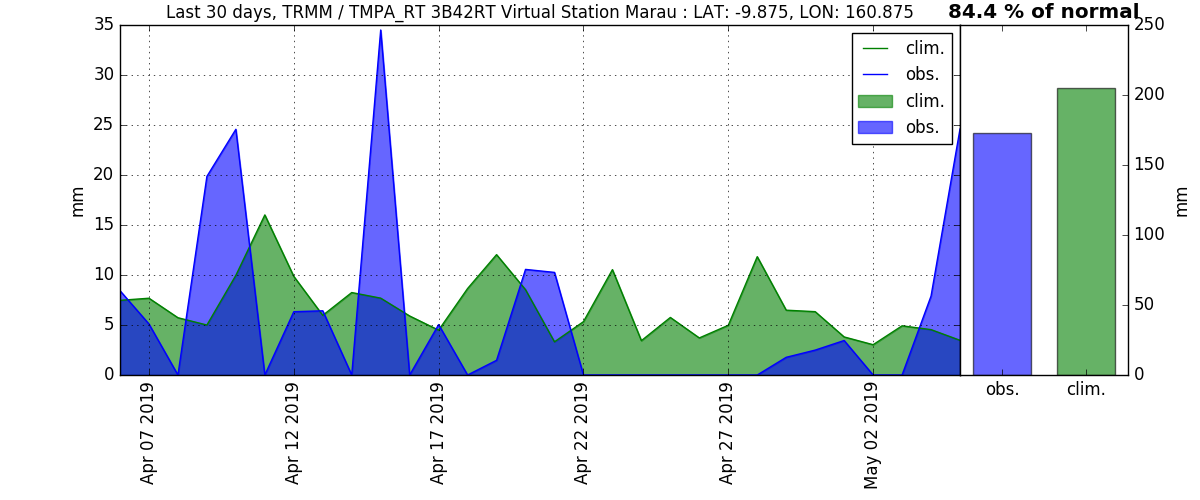 Last 30 days, TRMM / TMPA_RT 3B42RT Virtual Station Marau : LAT: -9.875, LON: 160.875
84.4 % of normal
35
30
25
20
15
10
5
0
mm
clim.
obs.
clim.
obs.
250
200
150
100
50
0
mm
obs.
clim.
Apr 07 2019
Apr 12 2019
Apr 17 2019
Apr 22 2019
Apr 27 2019
May 02 2019